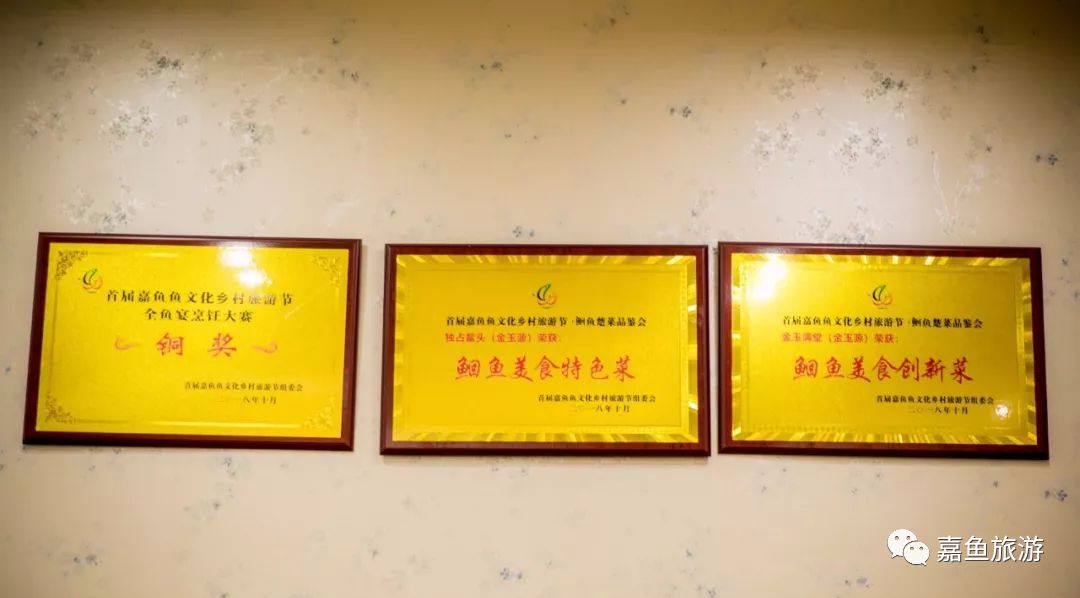 首届嘉鱼鱼文化乡村旅游节
全鱼宴烹饪大赛
铜奖
首届嘉鱼鱼文化乡村旅游节组委会
二〇一八年十月
首届嘉鱼鱼文化乡村旅游节·鮰鱼楚菜品鉴会
独占鳌头（金玉源）荣获：
鮰鱼美食特色菜
首届嘉鱼鱼文化乡村旅游节组委会
二〇一八年十月
首届嘉鱼鱼文化乡村旅游节·鮰鱼楚菜品鉴会
金玉满堂（金玉源）荣获：
鮰鱼美食创新菜
首届嘉鱼鱼文化乡村旅游节组委会
二〇一八年十月
嘉鱼旅游